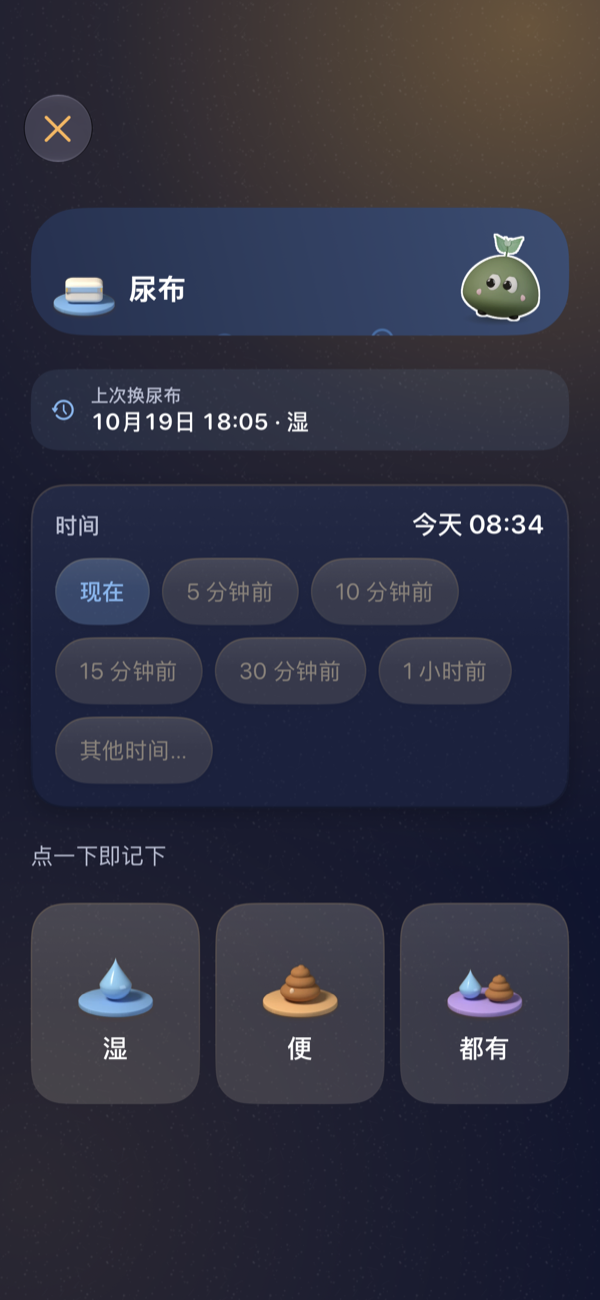 尿布
上次换尿布
10月19日 18:05 · 湿
时间
今天 08:34
现在
5 分钟前
10 分钟前
15 分钟前
30 分钟前
1 小时前
其他时间...
点一下即记下
湿
便
都有